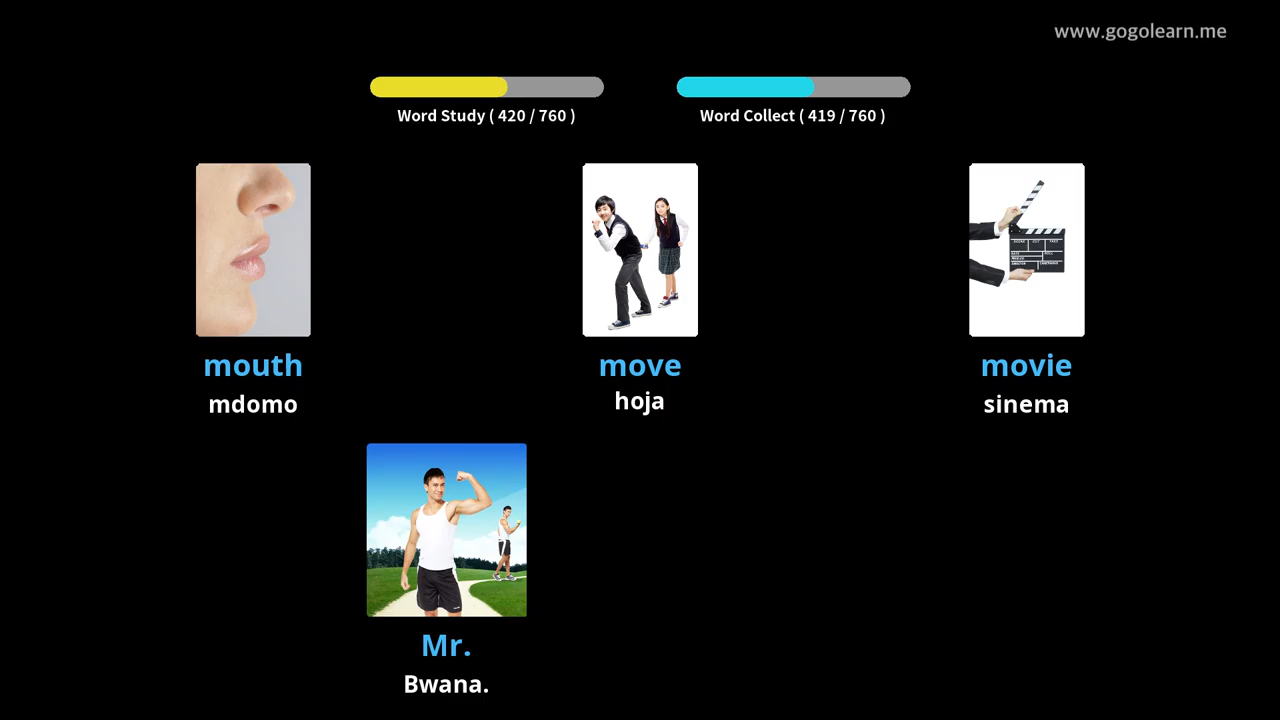 www.gogolearn.me
Word Study ( 420 / 760 )
Word Collect ( 419 / 760 )
mouth
mdomo
move
hoja
movie
sinema
Mr.
Bwana.